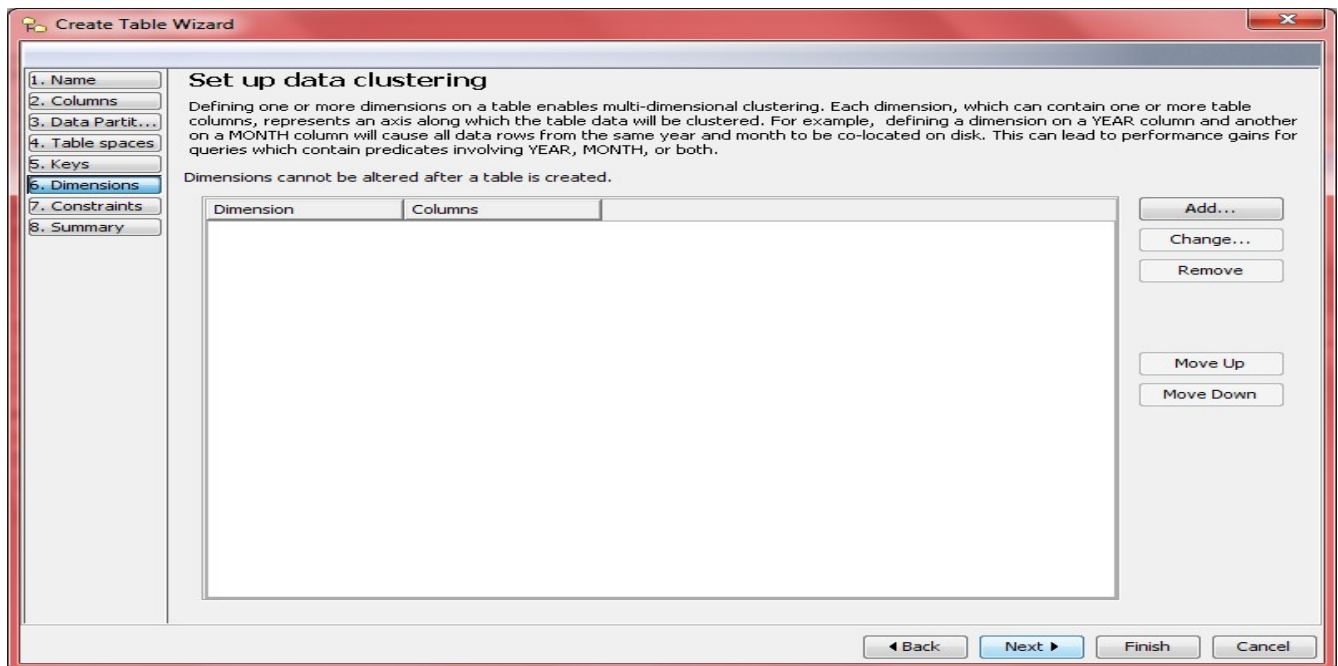 Create Table Wizard
1. Name
2. Columns
3. Data Partit...
4. Table spaces
5. Keys
6. Dimensions
7. Constraints
8. Summary
Set up data clustering
Defining one or more dimensions on a table enables multi-dimensional clustering. Each dimension, which can contain one or more table
columns, represents an axis along which the table data will be clustered. For example, defining a dimension on a YEAR column and another
on a MONTH column will cause all data rows from the same year and month to be co-located on disk. This can lead to performance gains for
queries which contain predicates involving YEAR, MONTH, or both.
Dimensions cannot be altered after a table is created.
Dimension Columns
Add...
Change...
Remove
Move Up
Move Down
Back Next Finish Cancel